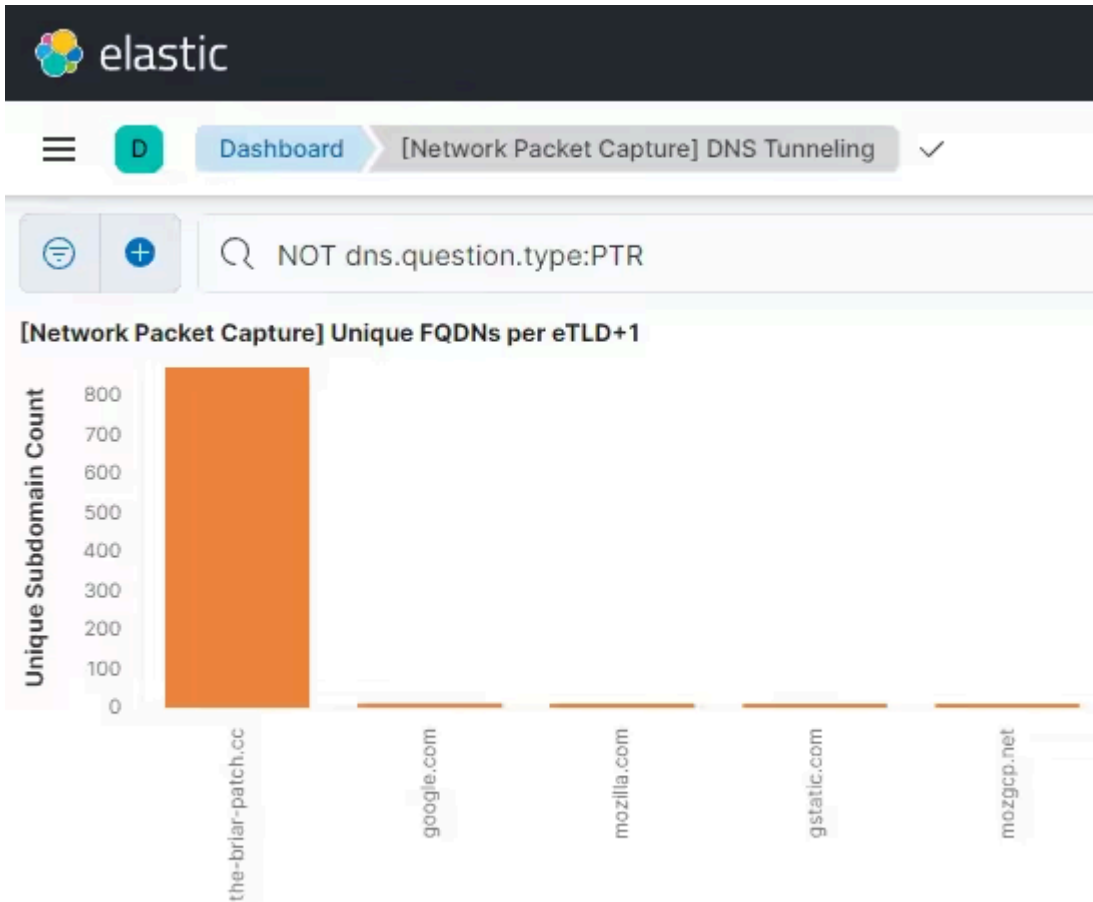 elastic
D
Dashboard
[Network Packet Capture] DNS Tunneling
NOT dns.question.type:PTR
[Network Packet Capture] Unique FQDNs per eTLD+1
Unique Subdomain Count
800
700
600
500
400
300
200
100
0
the-briar-patch.cc
google.com
mozilla.com
gstatic.com
mozgcp.net